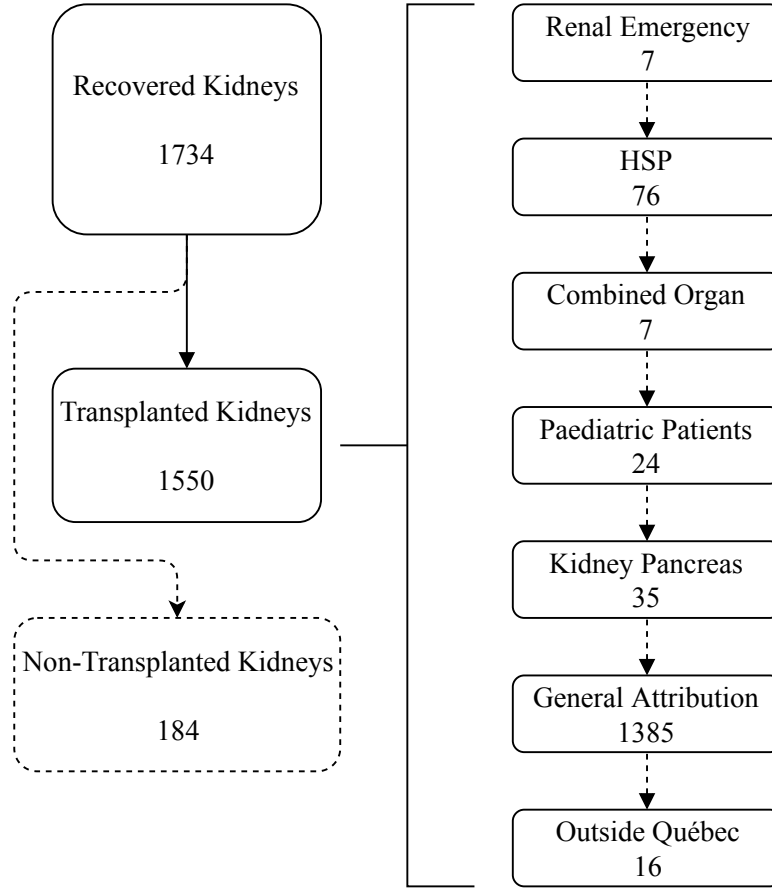 Recovered Kidneys
1734
Transplanted Kidneys
1550
Non-Transplanted Kidneys
184
Renal Emergency
7
HSP
76
Combined Organ
7
Paediatric Patients
24
Kidney Pancreas
35
General Attribution
1385
Outside Québec
16